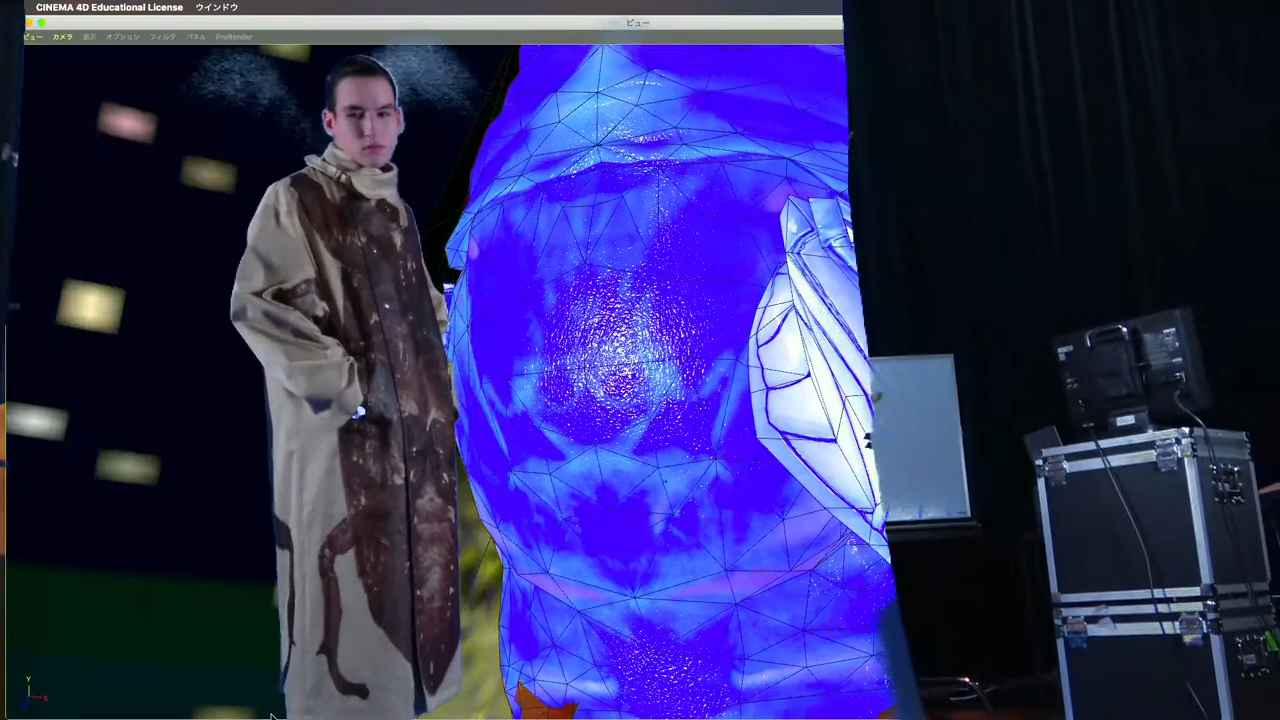 CINEMA 4D Educational License ウインドウ
ビュー
ビュー カメラ 表示 オプション フィルタ パネル ProRender
Y
X